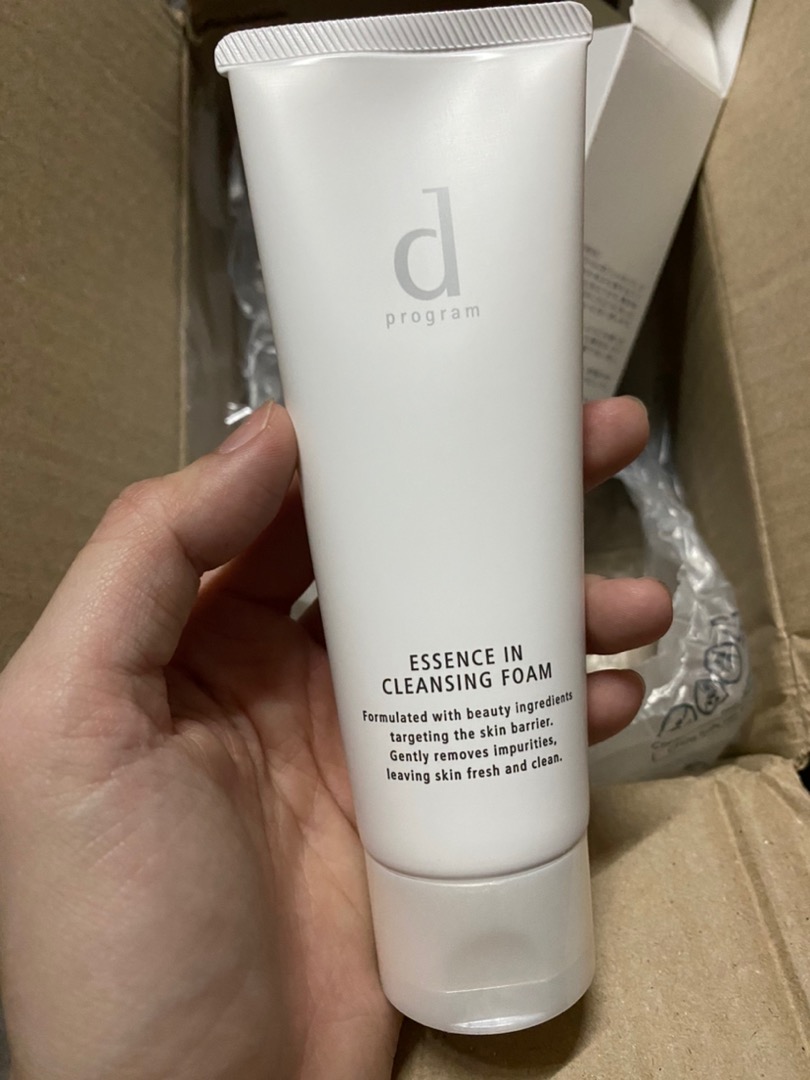 d
program
ESSENCE IN
CLEANSING FOAM
Formulated with beauty ingredients
targeting the skin barrier.
Gently removes impurities,
leaving skin fresh and clean.